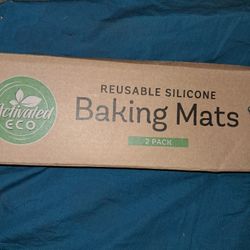 Activated
ECO
REUSABLE SILICONE
Baking Mats
2 PACK